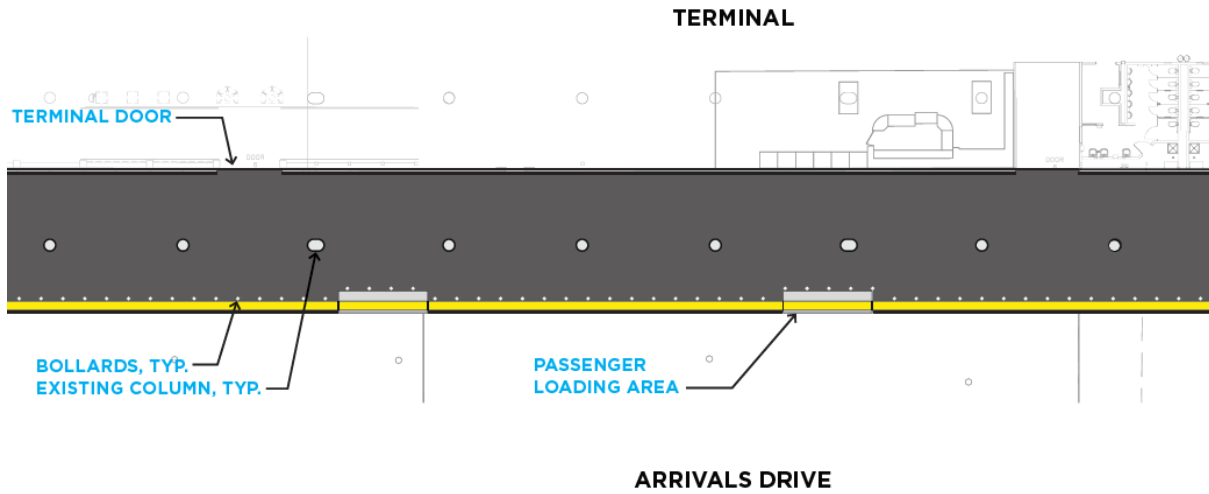 TERMINAL
TERMINAL DOOR
DOOR
DOOR
BOLLARDS, TYP.
EXISTING COLUMN, TYP.
PASSENGER
LOADING AREA
ARRIVALS DRIVE